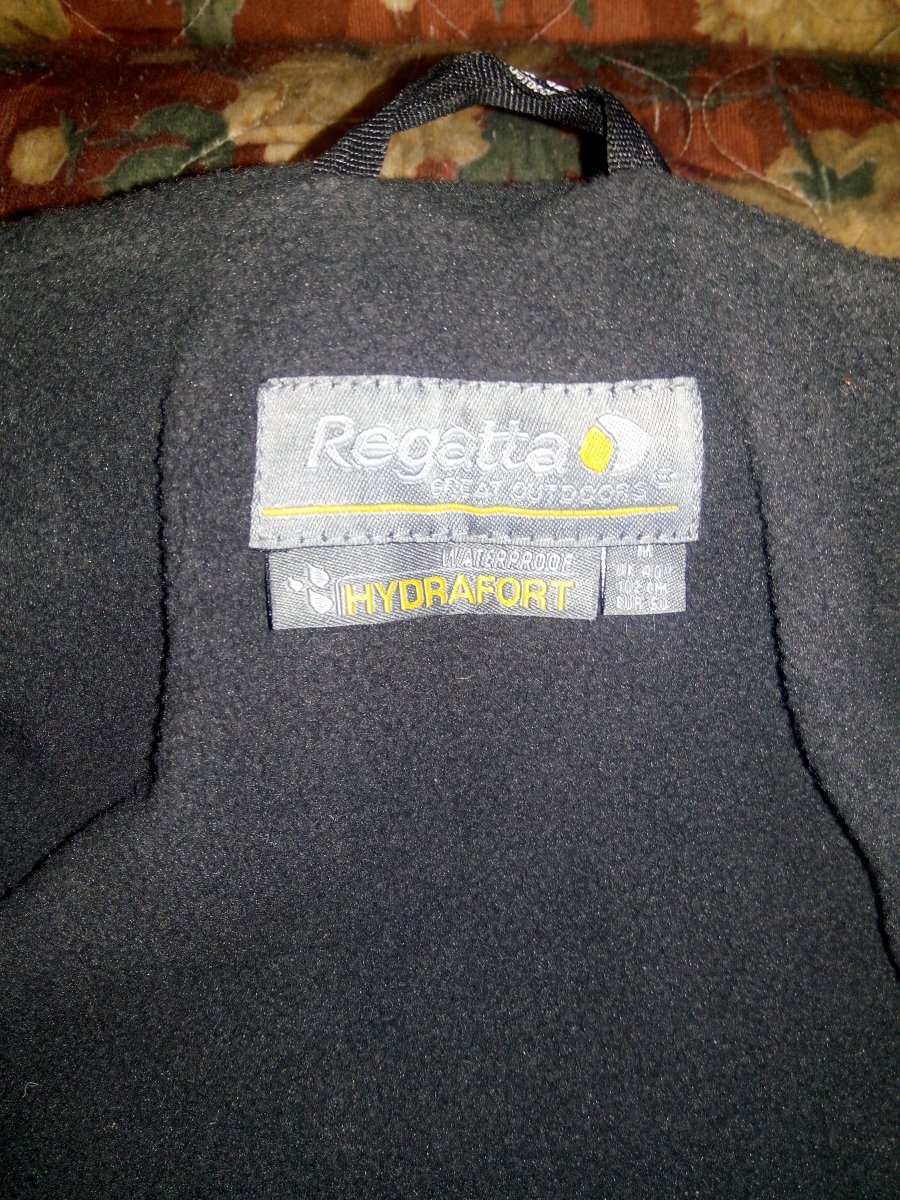 Regatta
GREAT OUTDOORS
WATERPROOF
HYDRAFORT
M